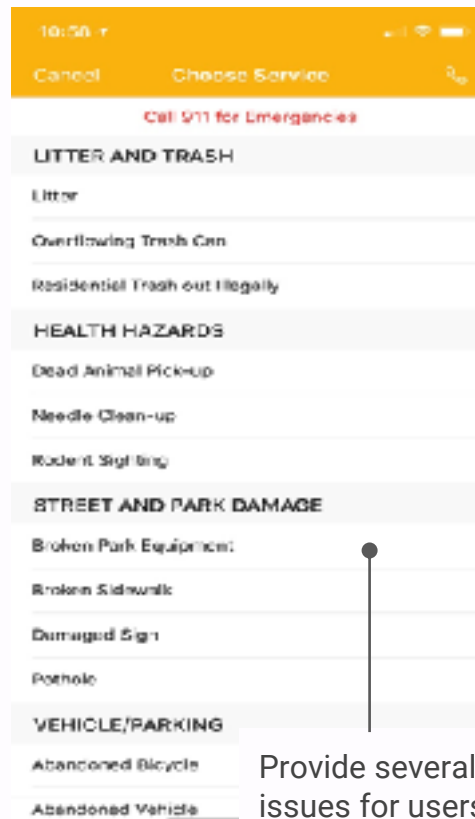 10:58
Cancel Choose Service
Call 911 for Emergencies
LITTER AND TRASH
Litter
Overflowing Trash Can
Residential Trash out Illegally
HEALTH HAZARDS
Dead Animal Pick-up
Needle Clean-up
Rodent Sighting
STREET AND PARK DAMAGE
Broken Park Equipment
Broken Sidewalk
Damaged Sign
Pothole
VEHICLE/PARKING
Abandoned Bicycle
Abandoned Vehicle
Provide several
issues for users